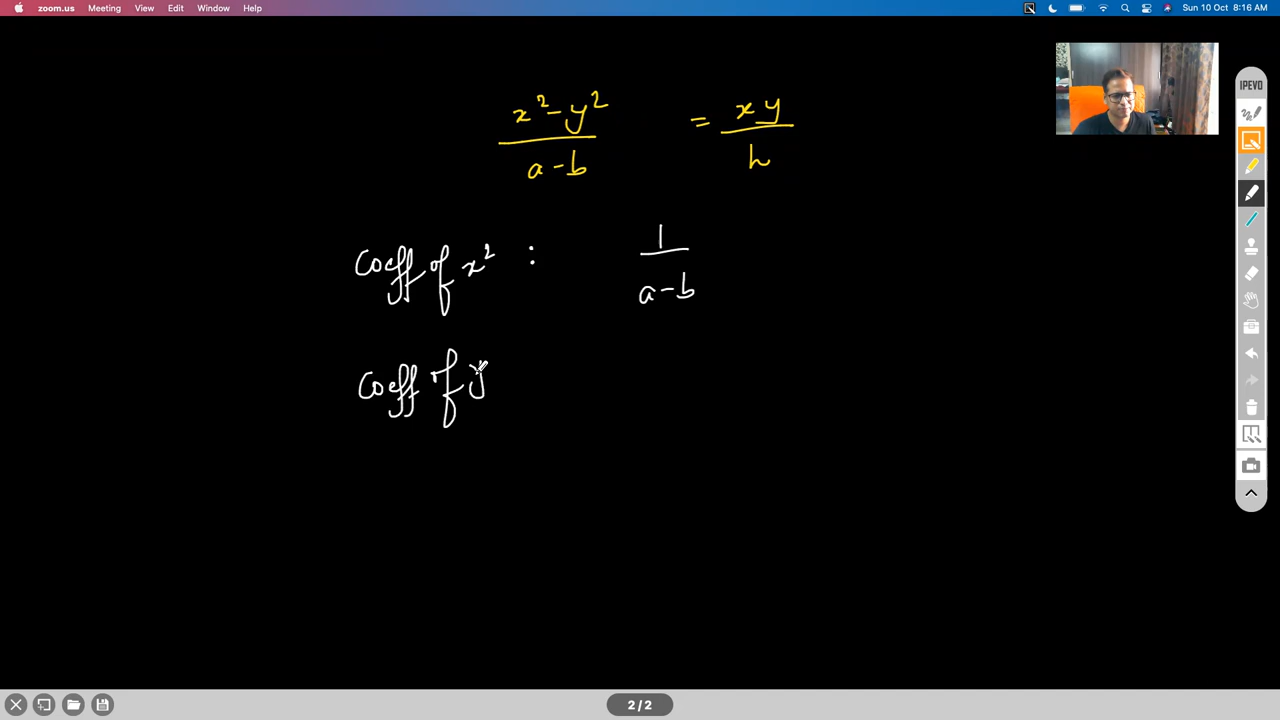 zoom.us Meeting View Edit Window Help Sun 10 Oct 8:16 AM
IPEVO
x² - y² / a - b = xy / h
Coeff of x² : 1 / a - b
Coeff of y
2 / 2